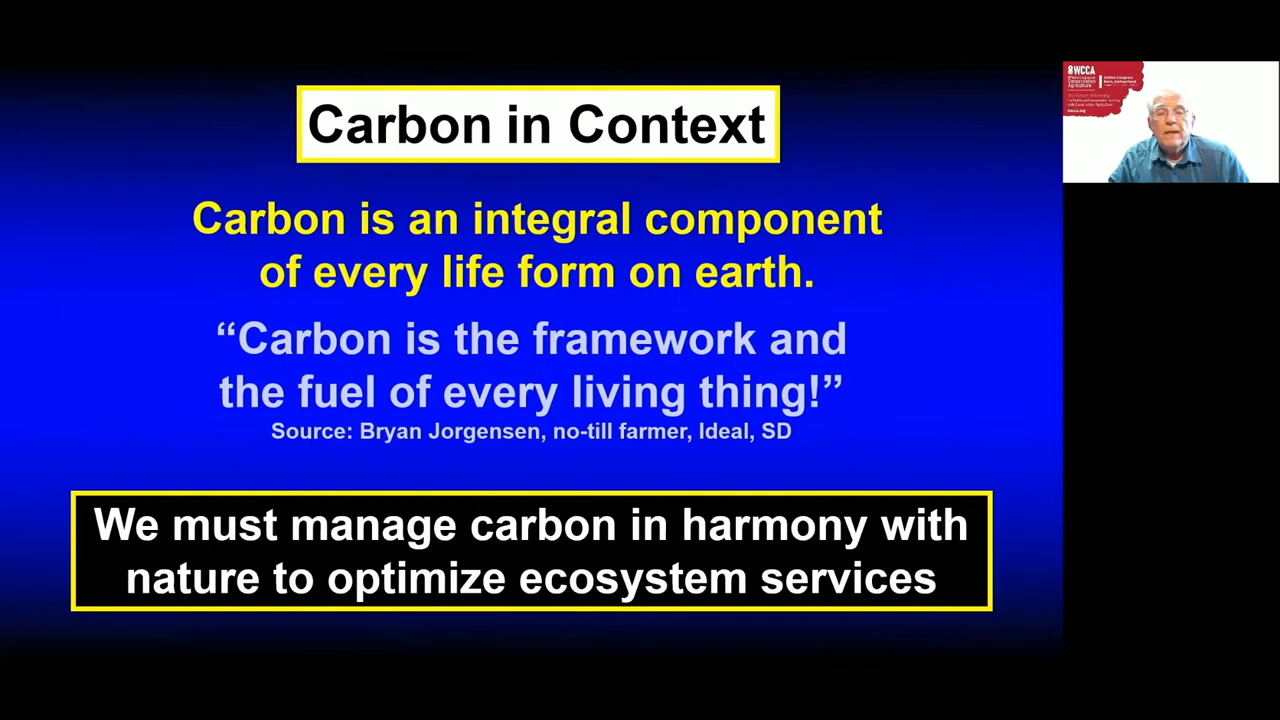 Carbon in Context
Carbon is an integral component
of every life form on earth.
“Carbon is the framework and
the fuel of every living thing!”
Source: Bryan Jorgensen, no-till farmer, Ideal, SD
We must manage carbon in harmony with
nature to optimize ecosystem services
8WCCA
Conservation
Agriculture